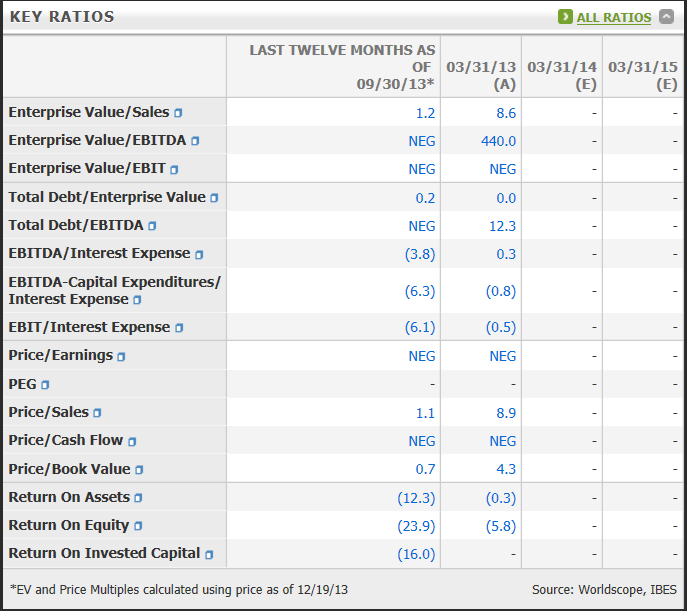 KEY RATIOS ALL RATIOS
LAST TWELVE MONTHS AS OF 09/30/13* 03/31/13 (A) 03/31/14 (E) 03/31/15 (E)
Enterprise Value/Sales 1.2 8.6 - -
Enterprise Value/EBITDA NEG 440.0 - -
Enterprise Value/EBIT NEG NEG - -
Total Debt/Enterprise Value 0.2 0.0 - -
Total Debt/EBITDA NEG 12.3 - -
EBITDA/Interest Expense (3.8) 0.3 - -
EBITDA-Capital Expenditures/
Interest Expense (6.3) (0.8) - -
EBIT/Interest Expense (6.1) (0.5) - -
Price/Earnings NEG NEG - -
PEG - - - -
Price/Sales 1.1 8.9 - -
Price/Cash Flow NEG NEG - -
Price/Book Value 0.7 4.3 - -
Return On Assets (12.3) (0.3) - -
Return On Equity (23.9) (5.8) - -
Return On Invested Capital (16.0) - - -
*EV and Price Multiples calculated using price as of 12/19/13 Source: Worldscope, IBES